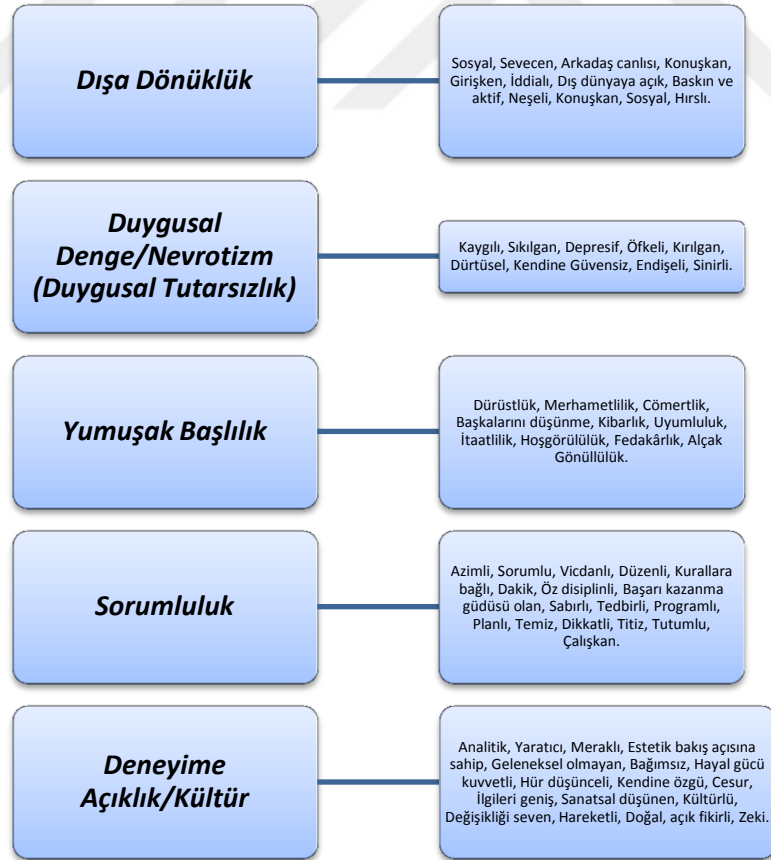 Dışa Dönüklük
Sosyal, Sevecen, Arkadaş canlısı, Konuşkan,
Girişken, İddialı, Dış dünyaya açık, Baskın ve
aktif, Neşeli, Konuşkan, Sosyal, Hırslı.
Duygusal
Denge/Nevrotizm
(Duygusal Tutarsızlık)
Kaygılı, Sıkılgan, Depresif, Öfkeli, Kırılgan,
Dürtüsel, Kendine Güvensiz, Endişeli, Sinirli.
Yumuşak Başlılık
Dürüstlük, Merhametlilik, Cömertlik,
Başkalarını düşünme, Kibarlık, Uyumluluk,
İtaatlilik, Hoşgörülülük, Fedakârlık, Alçak
Gönüllülük.
Sorumluluk
Azimli, Sorumlu, Vicdanlı, Düzenli, Kurallara
bağlı, Dakik, Öz disiplinli, Başarı kazanma
güdüsü olan, Sabırlı, Tedbirli, Programlı,
Planlı, Temiz, Dikkatli, Titiz, Tutumlu,
Çalışkan.
Deneyime
Açıklık/Kültür
Analitik, Yaratıcı, Meraklı, Estetik bakış açısına
sahip, Geleneksel olmayan, Bağımsız, Hayal gücü
kuvvetli, Hür düşünceli, Kendine özgü, Cesur,
İlgileri geniş, Sanatsal düşünen, Kültürlü,
Değişikliği seven, Hareketli, Doğal, açık fikirli, Zeki.